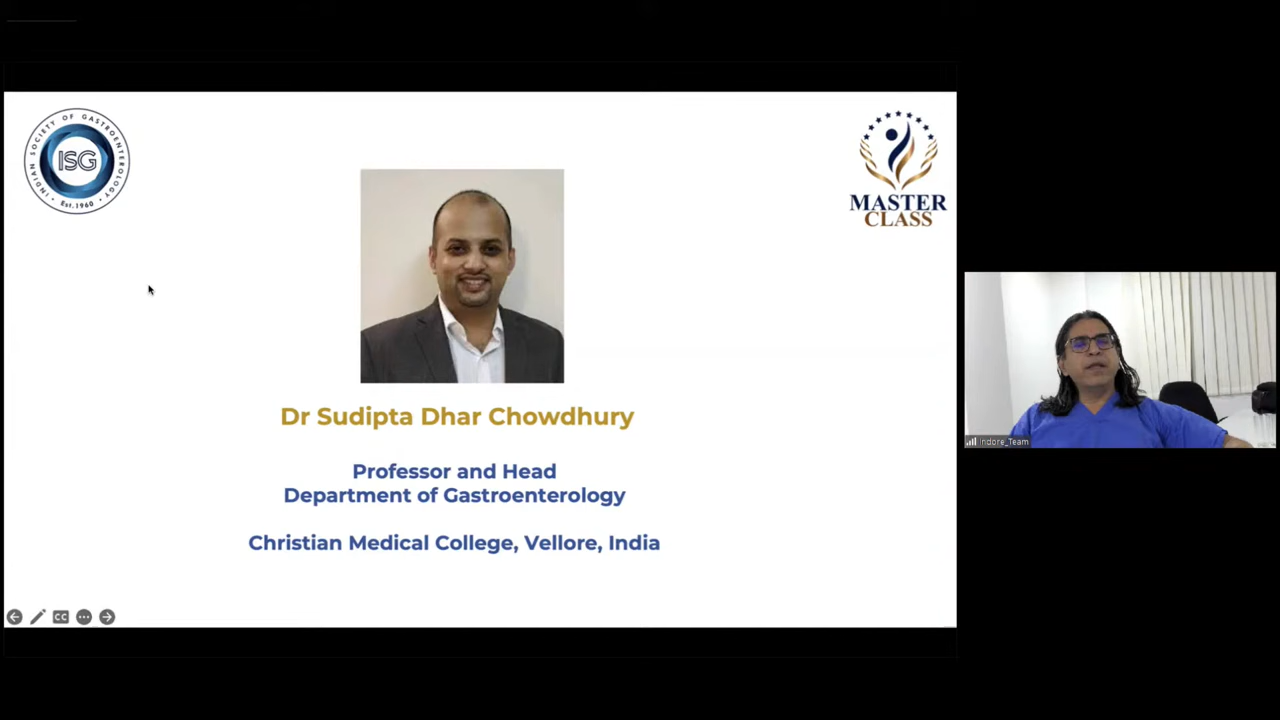 INDIAN SOCIETY OF GASTROENTEROLOGY
ISG
Est.1960
MASTER
CLASS
Dr Sudipta Dhar Chowdhury
Professor and Head
Department of Gastroenterology
Christian Medical College, Vellore, India
Indore_Team
CC